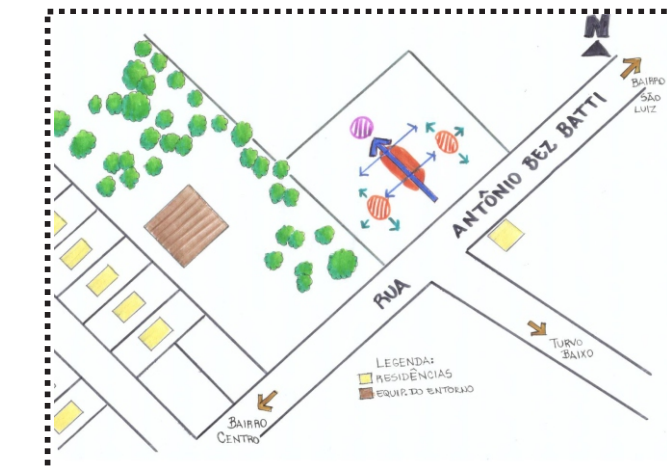 N
BAIRRO
SÃO
LUIZ
RUA ANTÔNIO BEZ BATTI
TURVO
BAIXO
LEGENDA:
RESIDÊNCIAS
EQUIP. DO ENTORNO
BAIRRO
CENTRO